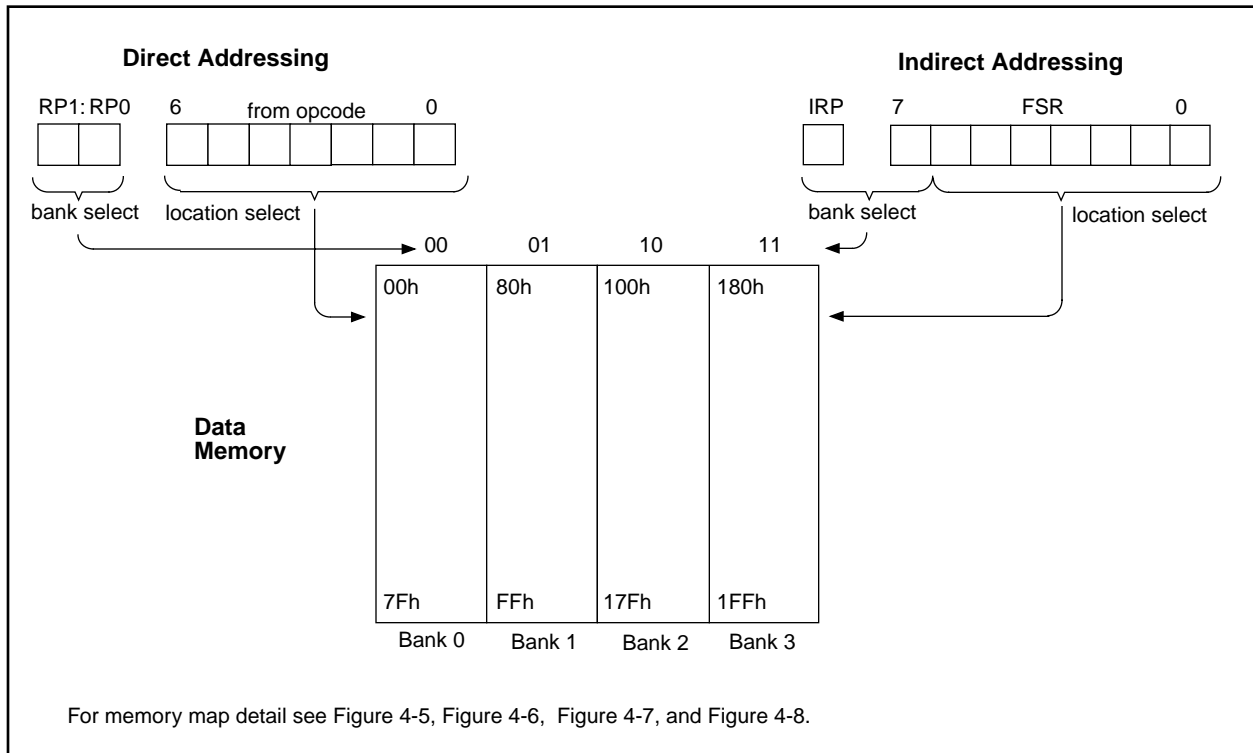 Direct Addressing
Indirect Addressing
RP1: RP0 6 from opcode 0
IRP 7 FSR 0
bank select location select
bank select location select
00 01 10 11
00h 80h 100h 180h
Data
Memory
7Fh FFh 17Fh 1FFh
Bank 0 Bank 1 Bank 2 Bank 3
For memory map detail see Figure 4-5, Figure 4-6, Figure 4-7, and Figure 4-8.